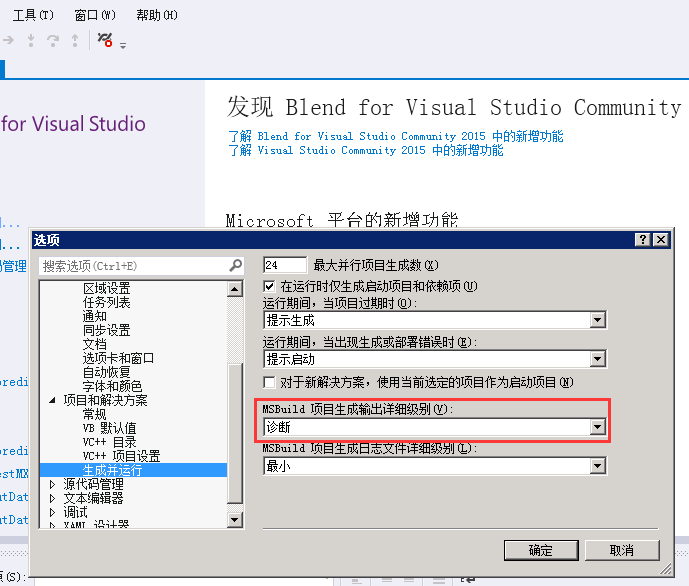 工具(T) 窗口(W) 帮助(H)
for Visual Studio
发现 Blend for Visual Studio Community
了解 Blend for Visual Studio Community 2015 中的新增功能
了解 Visual Studio Community 2015 中的新增功能
Microsoft 平台的新增功能
选项
搜索选项(Ctrl+E)
区域设置
任务列表
通知
同步设置
文档
选项卡和窗口
自动恢复
字体和颜色
项目和解决方案
常规
VB 默认值
VC++ 目录
VC++ 项目设置
生成并运行
源代码管理
文本编辑器
调试
XAML 设计器
24 最大并行项目生成数(X)
在运行时仅生成启动项目和依赖项(U)
运行期间，当项目过期时(O):
提示生成
运行期间，当出现生成或部署错误时(E):
提示启动
对于新解决方案，使用当前选定的项目作为启动项目(N)
MSBuild 项目生成输出详细级别(V):
诊断
MSBuild 项目生成日志文件详细级别(L):
最小
确定 取消
管理
oredi
oredi
estMX
atDat
atDat
(S):